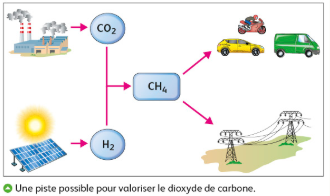 CO₂
CH₄
H₂
Une piste possible pour valoriser le dioxyde de carbone.